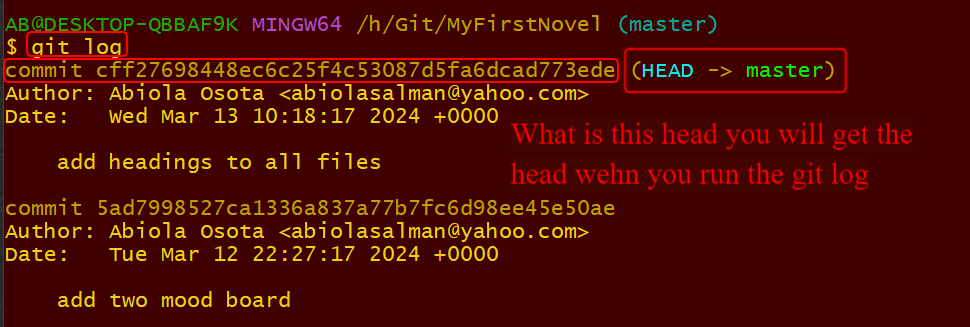 AB@DESKTOP-QBBAF9K MINGW64 /h/Git/MyFirstNovel (master)
$ git log
commit cff27698448ec6c25f4c53087d5fa6dcad773ede (HEAD -> master)
Author: Abiola Osota <abiolasalman@yahoo.com>
Date:   Wed Mar 13 10:18:17 2024 +0000
What is this head you will get the
head wehn you run the git log
add headings to all files
commit 5ad7998527ca1336a837a77b7fc6d98ee45e50ae
Author: Abiola Osota <abiolasalman@yahoo.com>
Date:   Tue Mar 12 22:27:17 2024 +0000
add two mood board